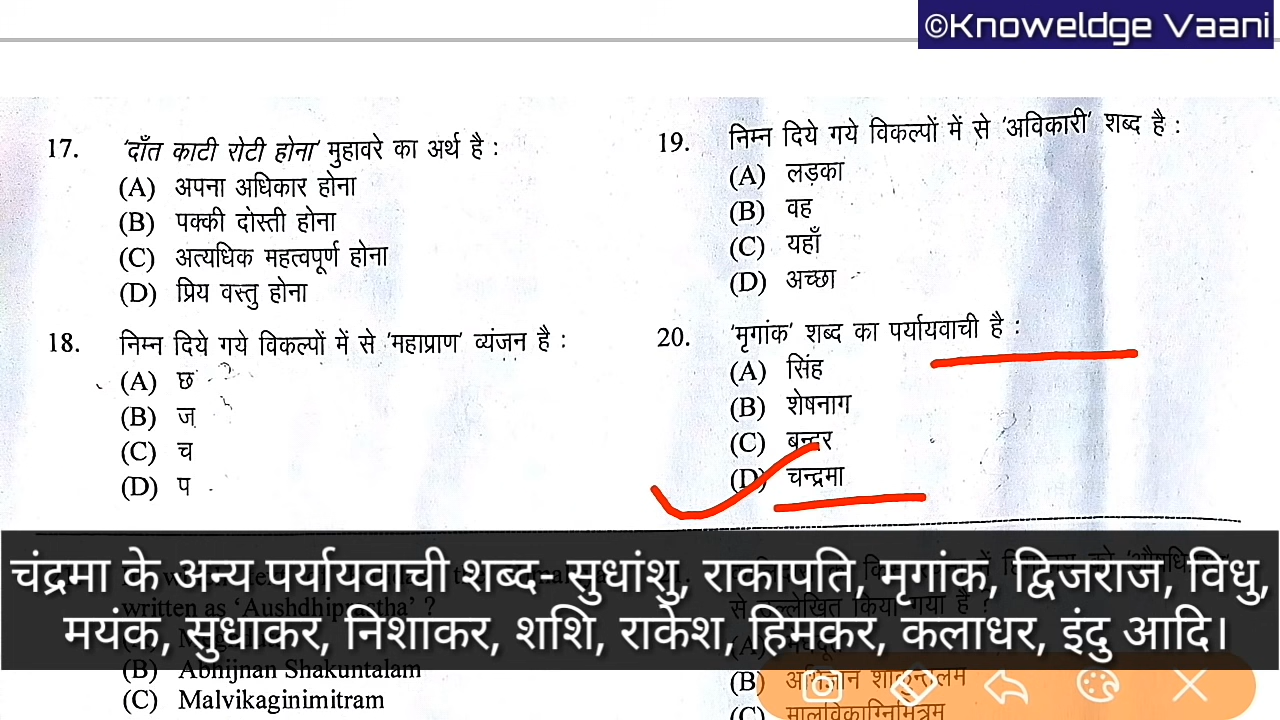 ©Knoweldge Vaani
17. 'दाँत काटी रोटी होना' मुहावरे का अर्थ है :
(A) अपना अधिकार होना
(B) पक्की दोस्ती होना
(C) अत्यधिक महत्वपूर्ण होना
(D) प्रिय वस्तु होना
18. निम्न दिये गये विकल्पों में से 'महाप्राण' व्यंजन है :
(A) छ
(B) ज्
(C) च
(D) प
19. निम्न दिये गये विकल्पों में से 'अविकारी' शब्द है :
(A) लड़का
(B) वह
(C) यहाँ
(D) अच्छा
20. 'मृगांक' शब्द का पर्यायवाची है :
(A) सिंह
(B) शेषनाग
(C) बन्दर
(D) चन्द्रमा
चंद्रमा के अन्य पर्यायवाची शब्द- सुधांशु, राकापति, मृगांक, द्विजराज, विधु,
मयंक, सुधाकर, निशाकर, शशि, राकेश, हिमकर, कलाधर, इंदु आदि।
written as 'Aushdhiprastha' ?
से उल्लेखित किया गया है ?
(B) Abhijnan Shakuntalam
(C) Malvikaginimitram
(B) अभिज्ञान शाकुन्तलम
(C) मालविकाग्निमित्रम